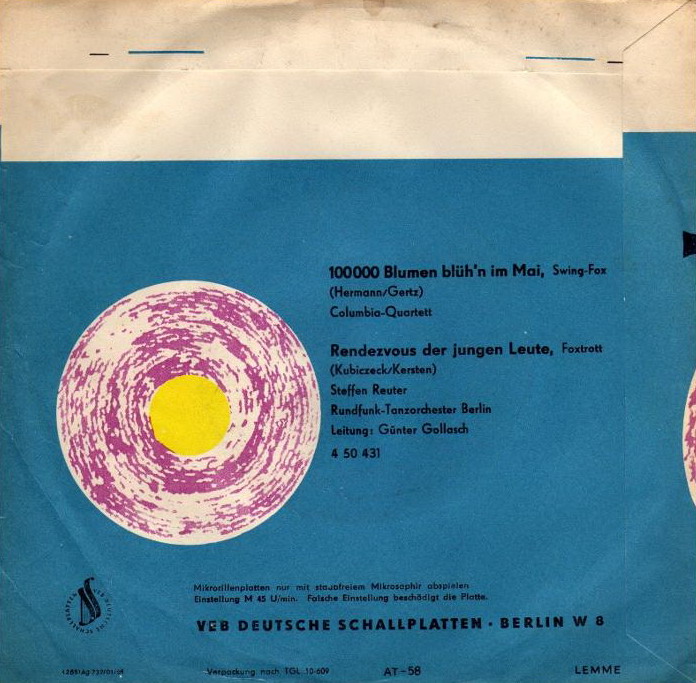 100000 Blumen blüh'n im Mai, Swing-Fox
(Hermann/Gertz)
Columbia-Quartett
Rendezvous der jungen Leute, Foxtrott
(Kubiczeck/Kersten)
Steffen Reuter
Rundfunk-Tanzorchester Berlin
Leitung: Günter Gollasch
4 50 431
Mikrorillenplatten nur mit staubfreiem Mikrosaphir abspielen
Einstellung M 45 U/min. Falsche Einstellung beschädigt die Platte.
VEB DEUTSCHE SCHALLPLATTEN · BERLIN W 8
Verpackung nach TGL 10-609
AT-58
LEMME